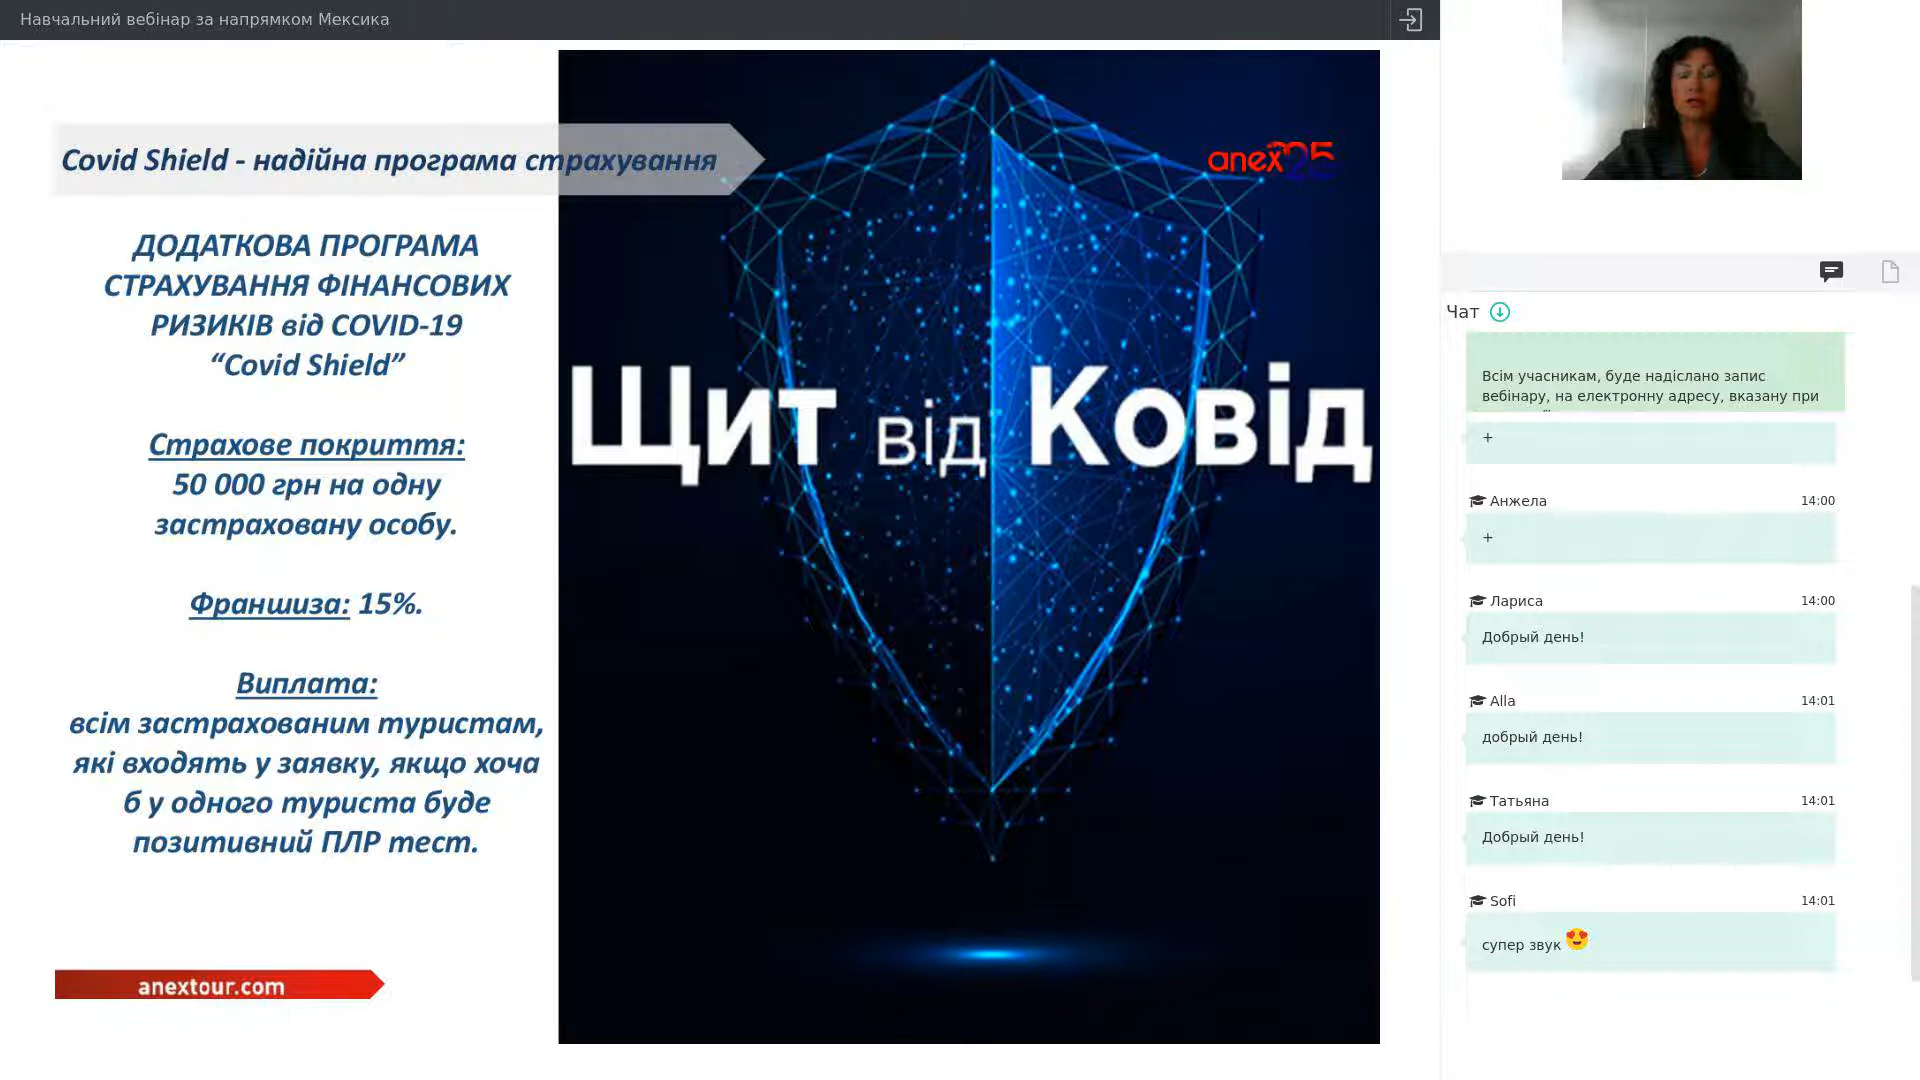 Навчальний вебінар за напрямком Мексика
Covid Shield - надійна програма страхування
ДОДАТКОВА ПРОГРАМА
СТРАХУВАННЯ ФІНАНСОВИХ
РИЗИКІВ від COVID-19
“Covid Shield”
Страхове покриття:
50 000 грн на одну
застраховану особу.
Франшиза: 15%.
Виплата:
всім застрахованим туристам,
які входять у заявку, якщо хоча
б у одного туриста буде
позитивний ПЛР тест.
anextour.com
anex 25
Щит від Ковід
Чат
Всім учасникам, буде надіслано запис
вебінару, на електронну адресу, вказану при
+
Анжела 14:00
+
Лариса 14:00
Добрый день!
Alla 14:01
добрый день!
Татьяна 14:01
Добрый день!
Sofi 14:01
супер звук 😍